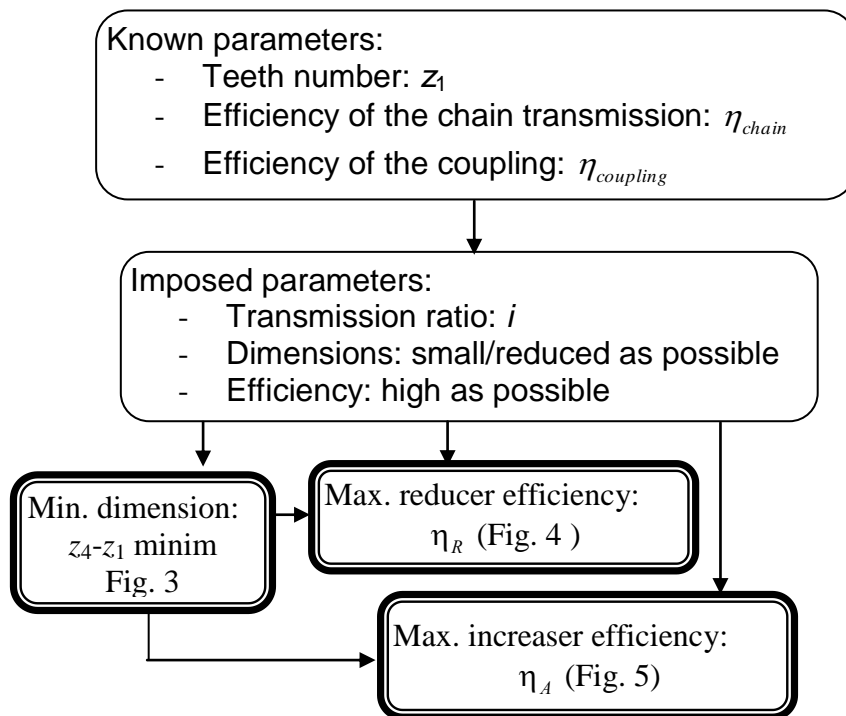 Known parameters:
- Teeth number: z1
- Efficiency of the chain transmission: ηchain
- Efficiency of the coupling: ηcoupling
Imposed parameters:
- Transmission ratio: i
- Dimensions: small/reduced as possible
- Efficiency: high as possible
Min. dimension:
z4-z1 minim
Fig. 3
Max. reducer efficiency:
ηR (Fig. 4 )
Max. increaser efficiency:
ηA (Fig. 5)